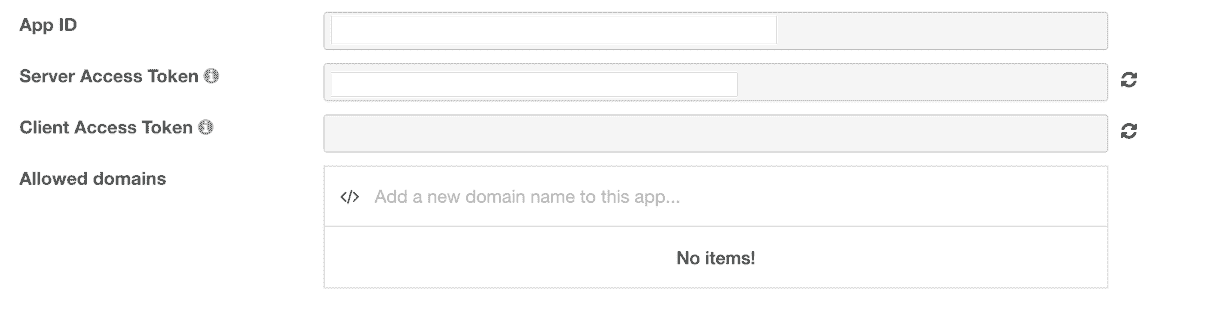 App ID
Server Access Token
Client Access Token
Allowed domains
</> Add a new domain name to this app...
No items!